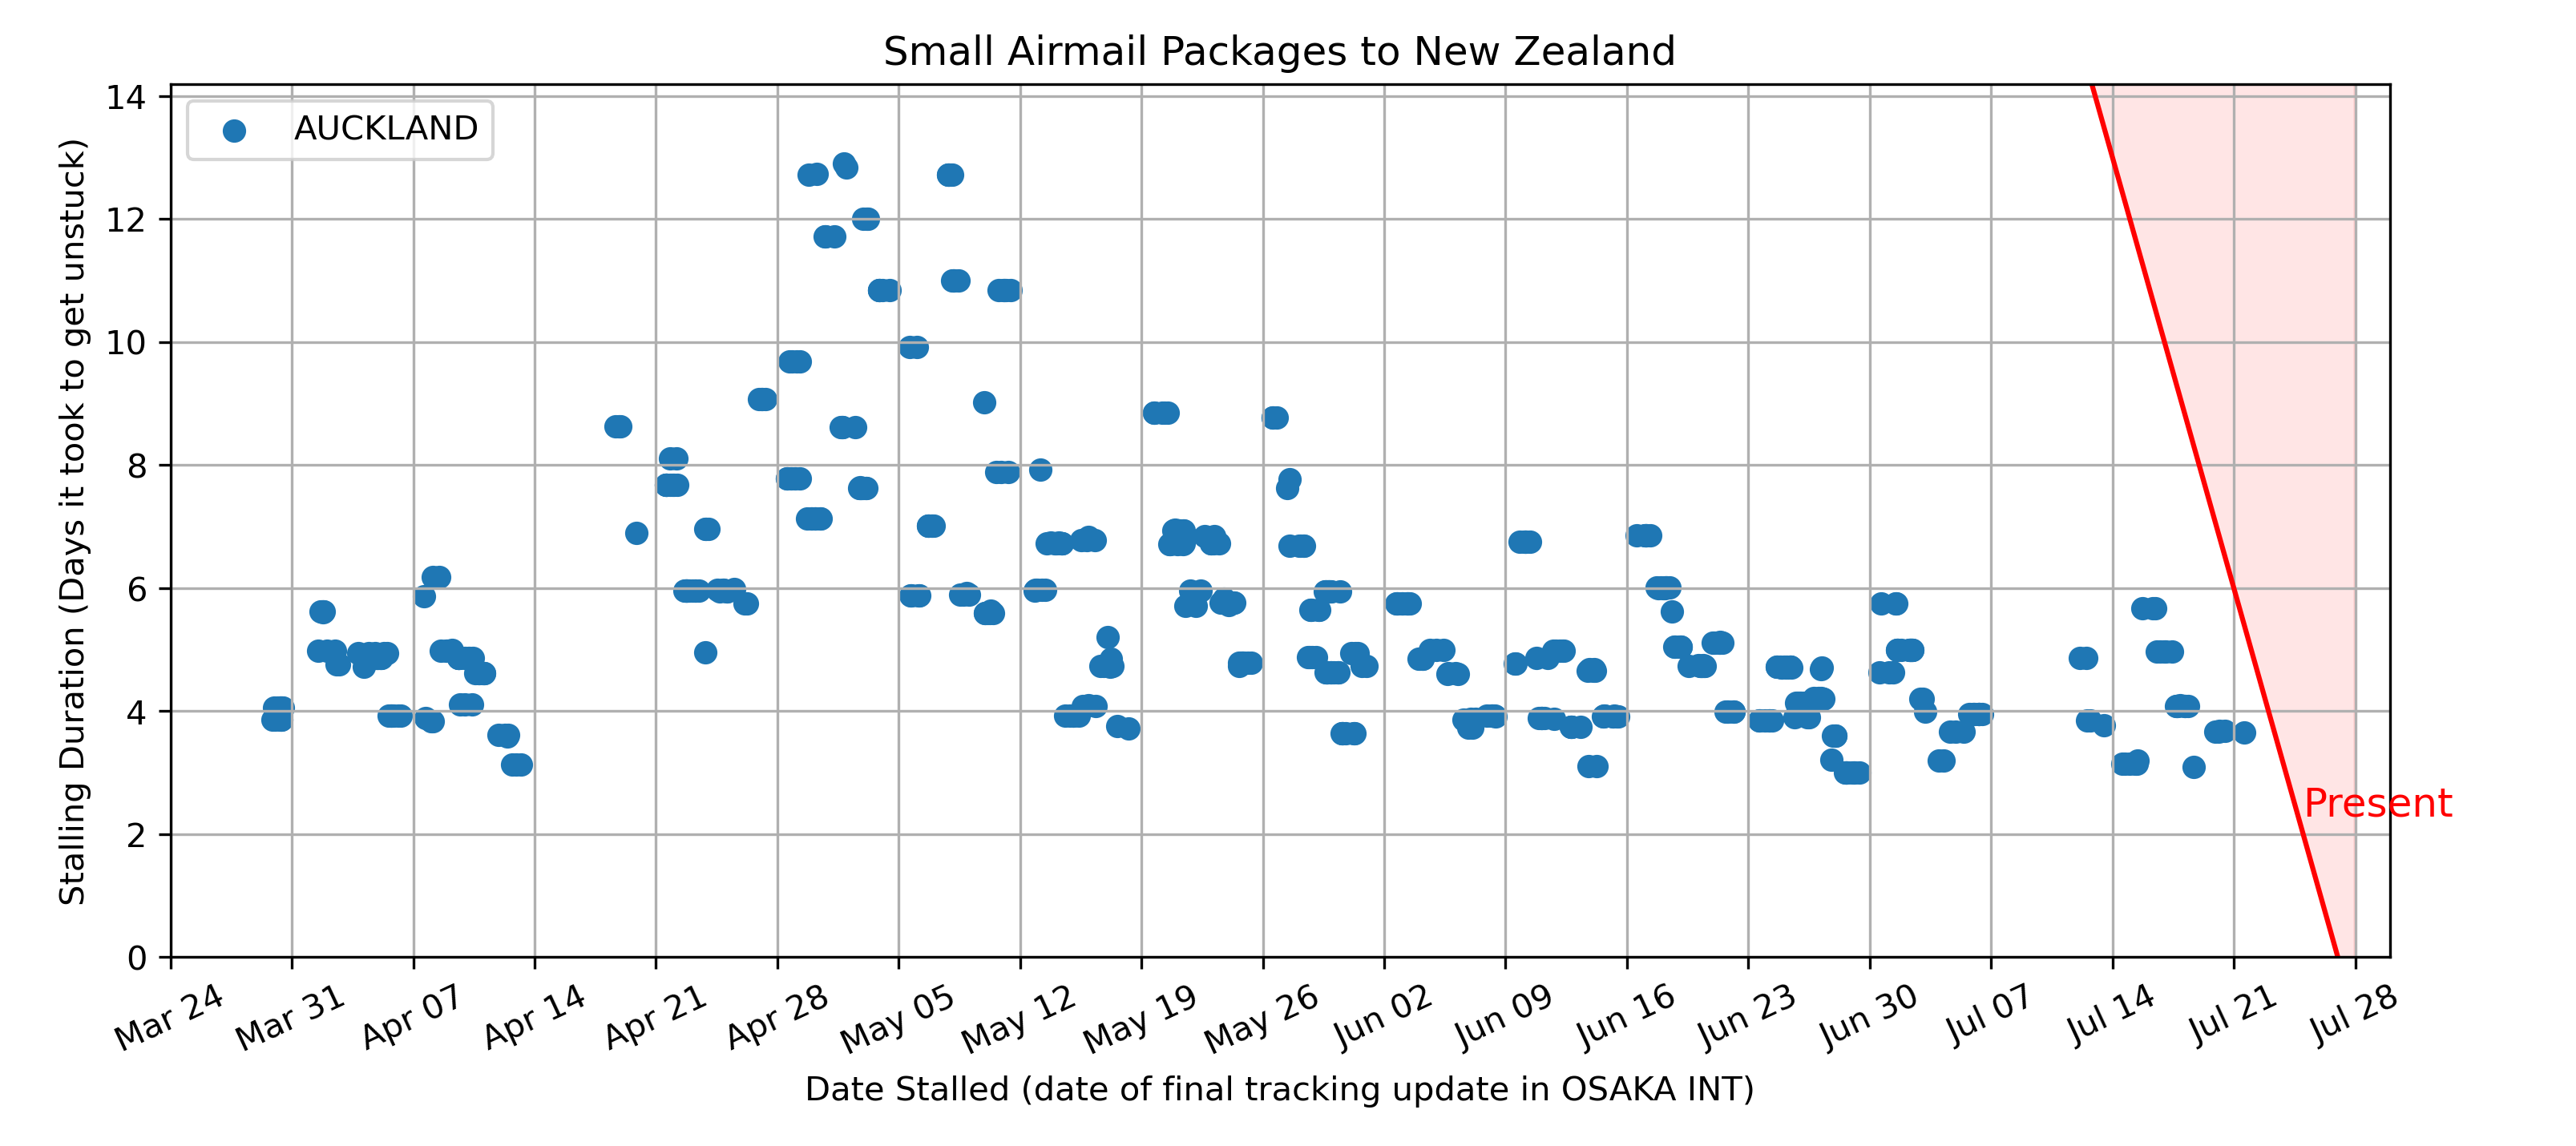 Small Airmail Packages to New Zealand
AUCKLAND
Stalling Duration (Days it took to get unstuck)
14
12
10
8
6
4
2
0
Present
Mar 24
Mar 31
Apr 07
Apr 14
Apr 21
Apr 28
May 05
May 12
May 19
May 26
Jun 02
Jun 09
Jun 16
Jun 23
Jun 30
Jul 07
Jul 14
Jul 21
Jul 28
Date Stalled (date of final tracking update in OSAKA INT)